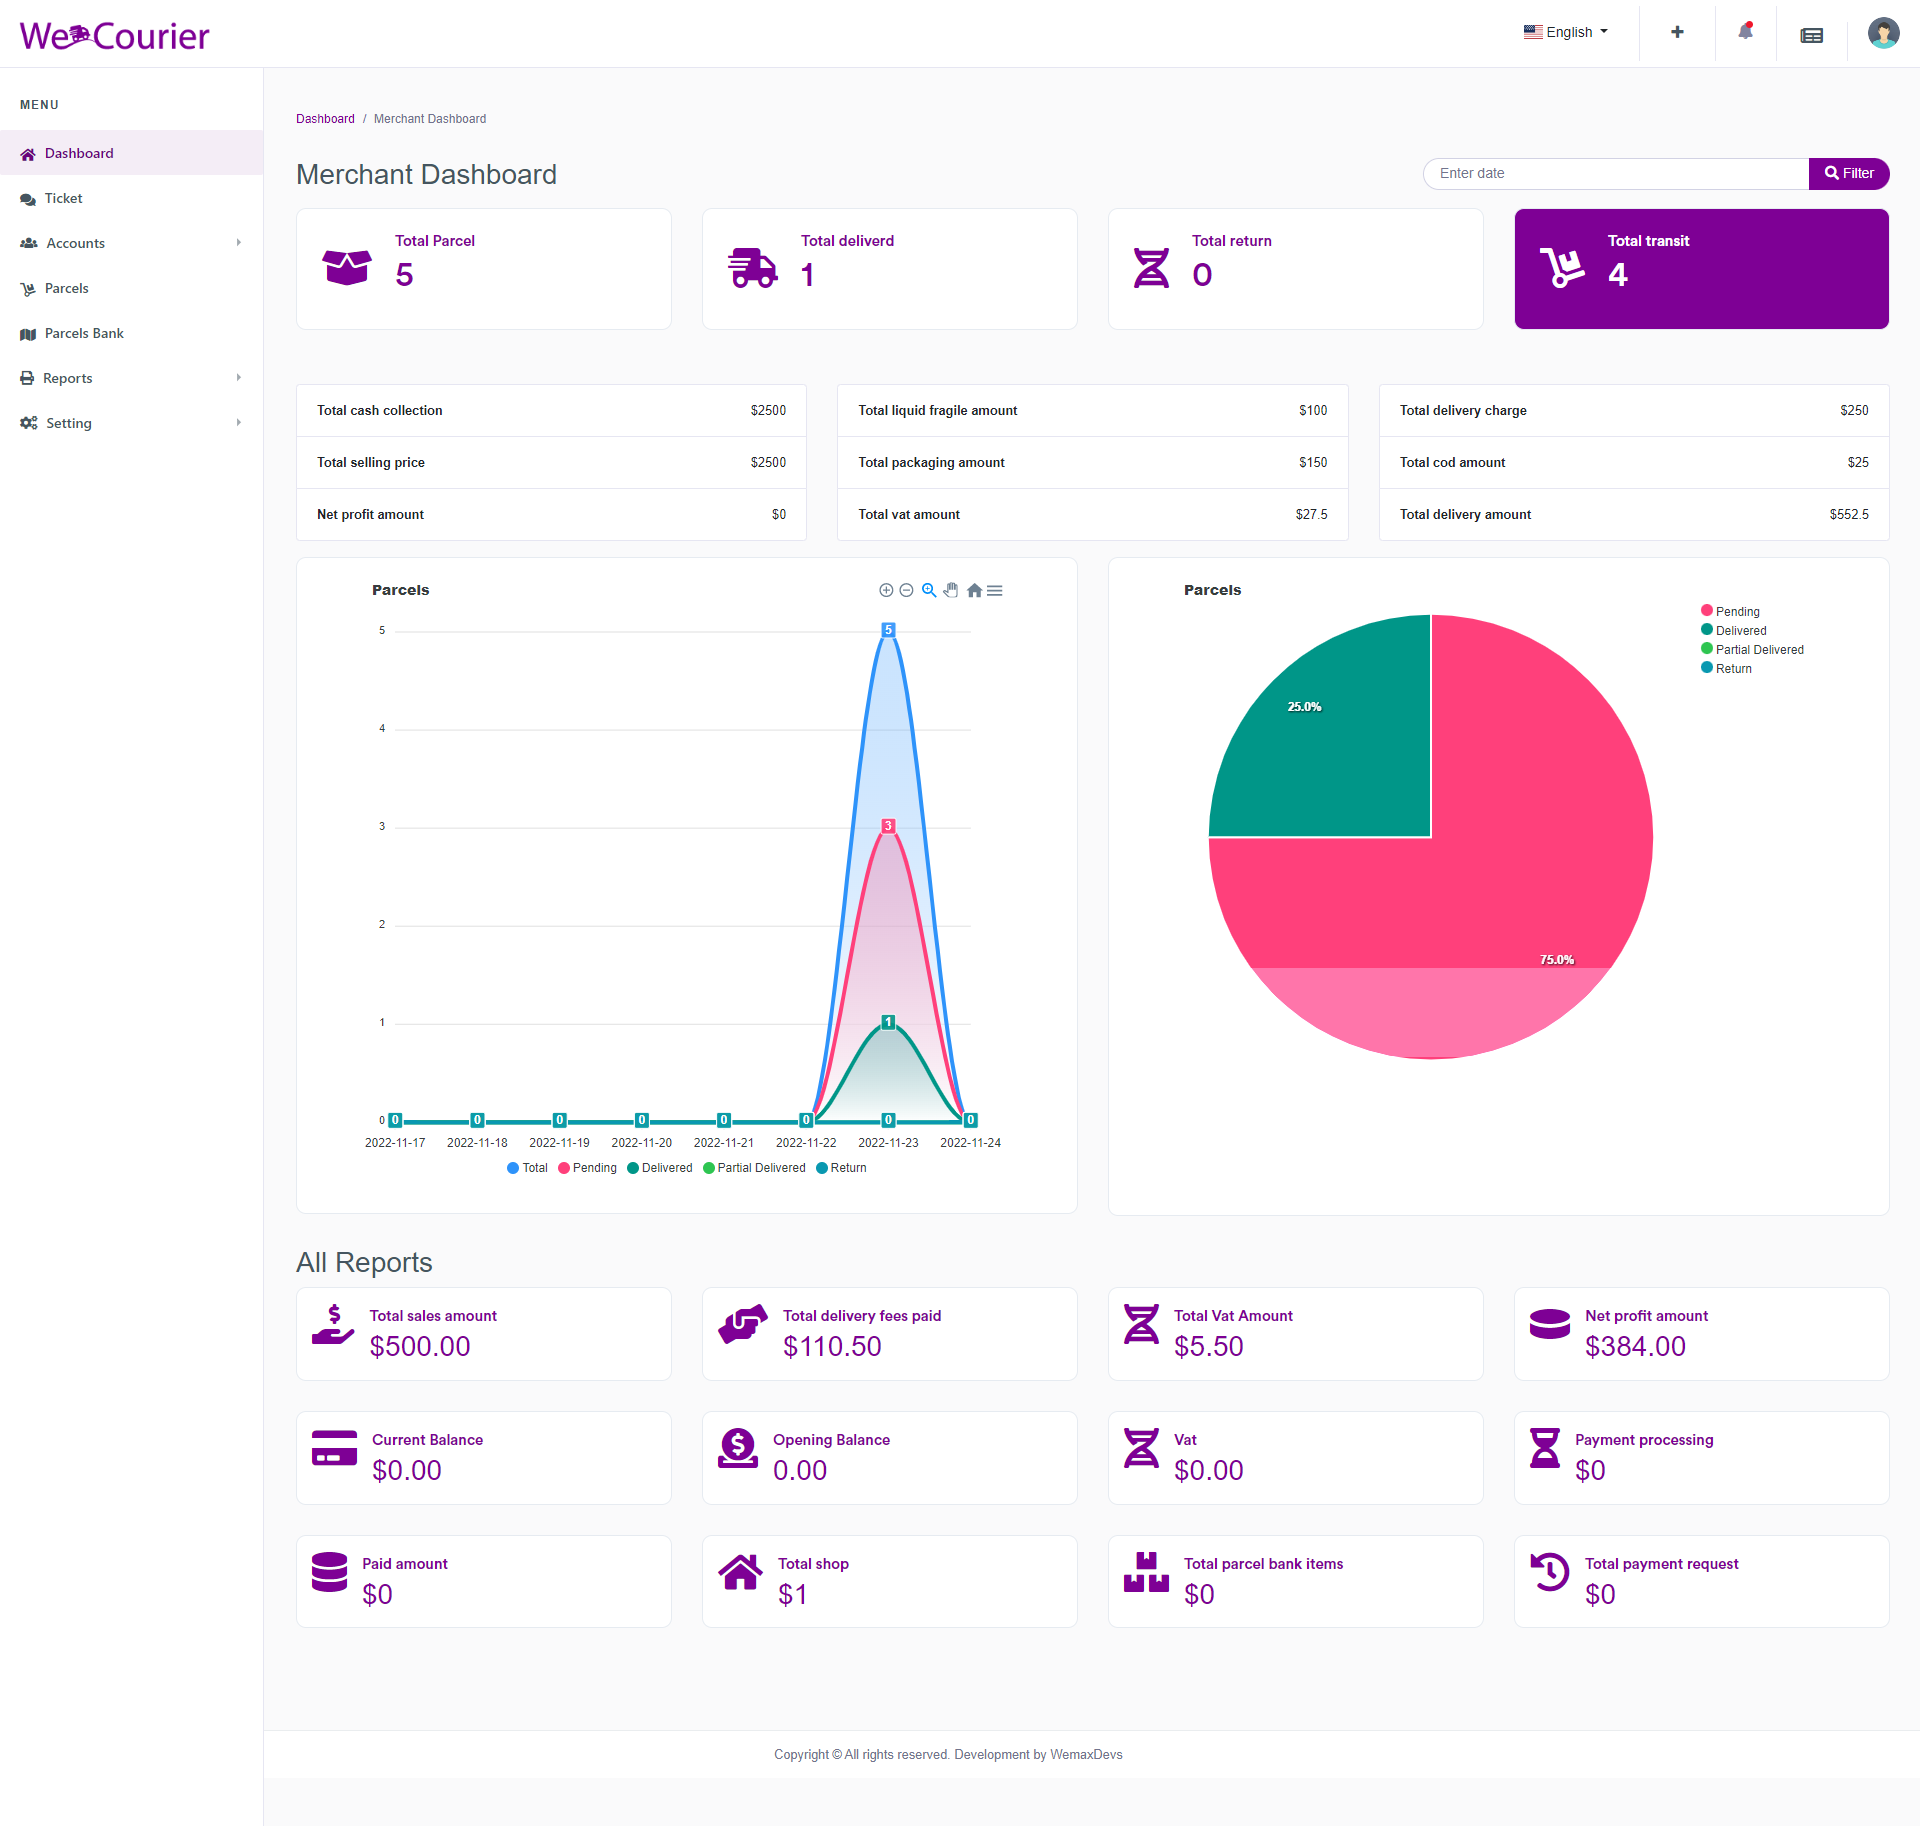 We Courier
English
MENU
Dashboard
Ticket
Accounts
Parcels
Parcels Bank
Reports
Setting
Dashboard / Merchant Dashboard
Merchant Dashboard
Enter date
Filter
Total Parcel
5
Total deliverd
1
Total return
0
Total transit
4
Total cash collection $2500
Total selling price $2500
Net profit amount $0
Total liquid fragile amount $100
Total packaging amount $150
Total vat amount $27.5
Total delivery charge $250
Total cod amount $25
Total delivery amount $552.5
Parcels
5
4
3
2
1
0
5
3
1
0 0 0 0 0 0 0 0
2022-11-17 2022-11-18 2022-11-19 2022-11-20 2022-11-21 2022-11-22 2022-11-23 2022-11-24
Total Pending Delivered Partial Delivered Return
Parcels
Pending
Delivered
Partial Delivered
Return
25.0%
75.0%
All Reports
Total sales amount
$500.00
Total delivery fees paid
$110.50
Total Vat Amount
$5.50
Net profit amount
$384.00
Current Balance
$0.00
Opening Balance
0.00
Vat
$0.00
Payment processing
$0
Paid amount
$0
Total shop
$1
Total parcel bank items
$0
Total payment request
$0
Copyright © All rights reserved. Development by WemaxDevs